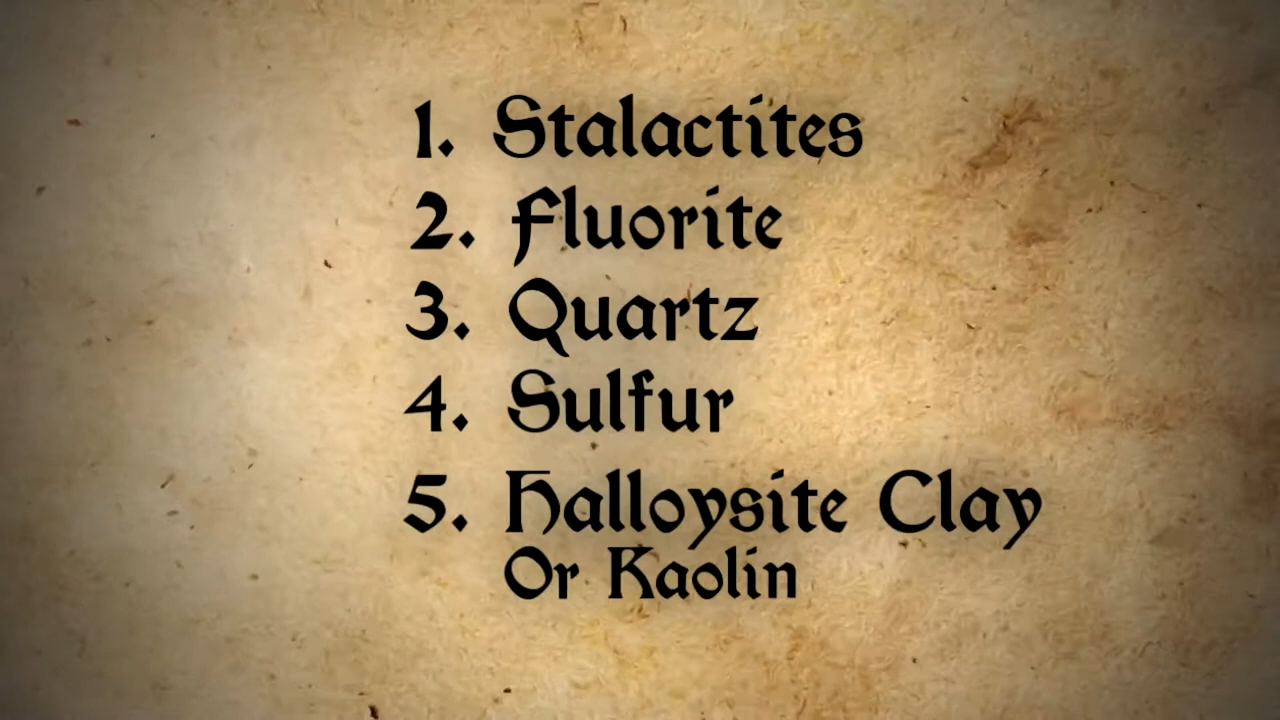 1. Stalactites
2. Fluorite
3. Quartz
4. Sulfur
5. Halloysite Clay
Or Kaolin